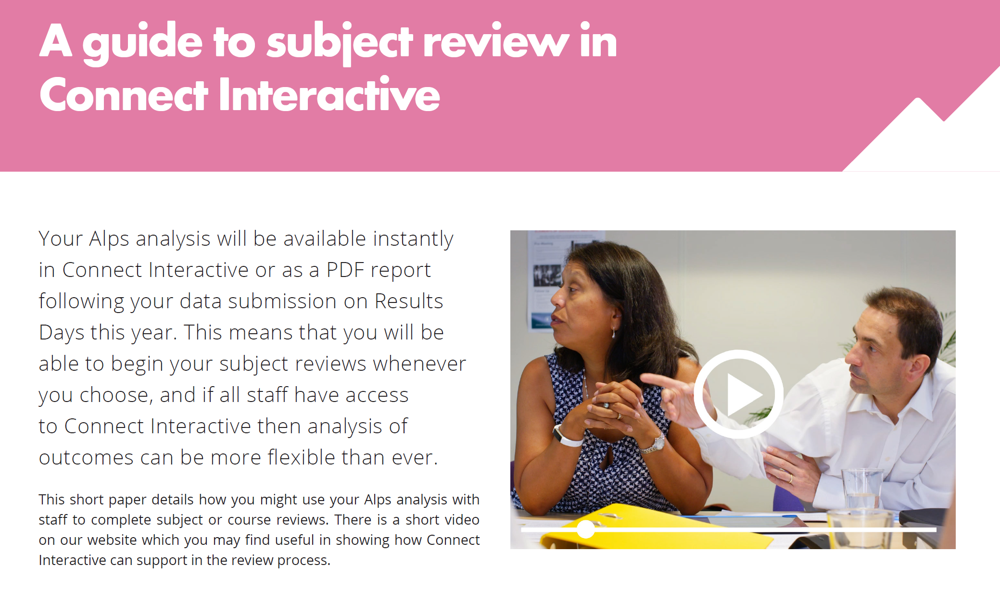 A guide to subject review in
Connect Interactive
Your Alps analysis will be available instantly
in Connect Interactive or as a PDF report
following your data submission on Results
Days this year. This means that you will be
able to begin your subject reviews whenever
you choose, and if all staff have access
to Connect Interactive then analysis of
outcomes can be more flexible than ever.
This short paper details how you might use your Alps analysis with
staff to complete subject or course reviews. There is a short video
on our website which you may find useful in showing how Connect
Interactive can support in the review process.